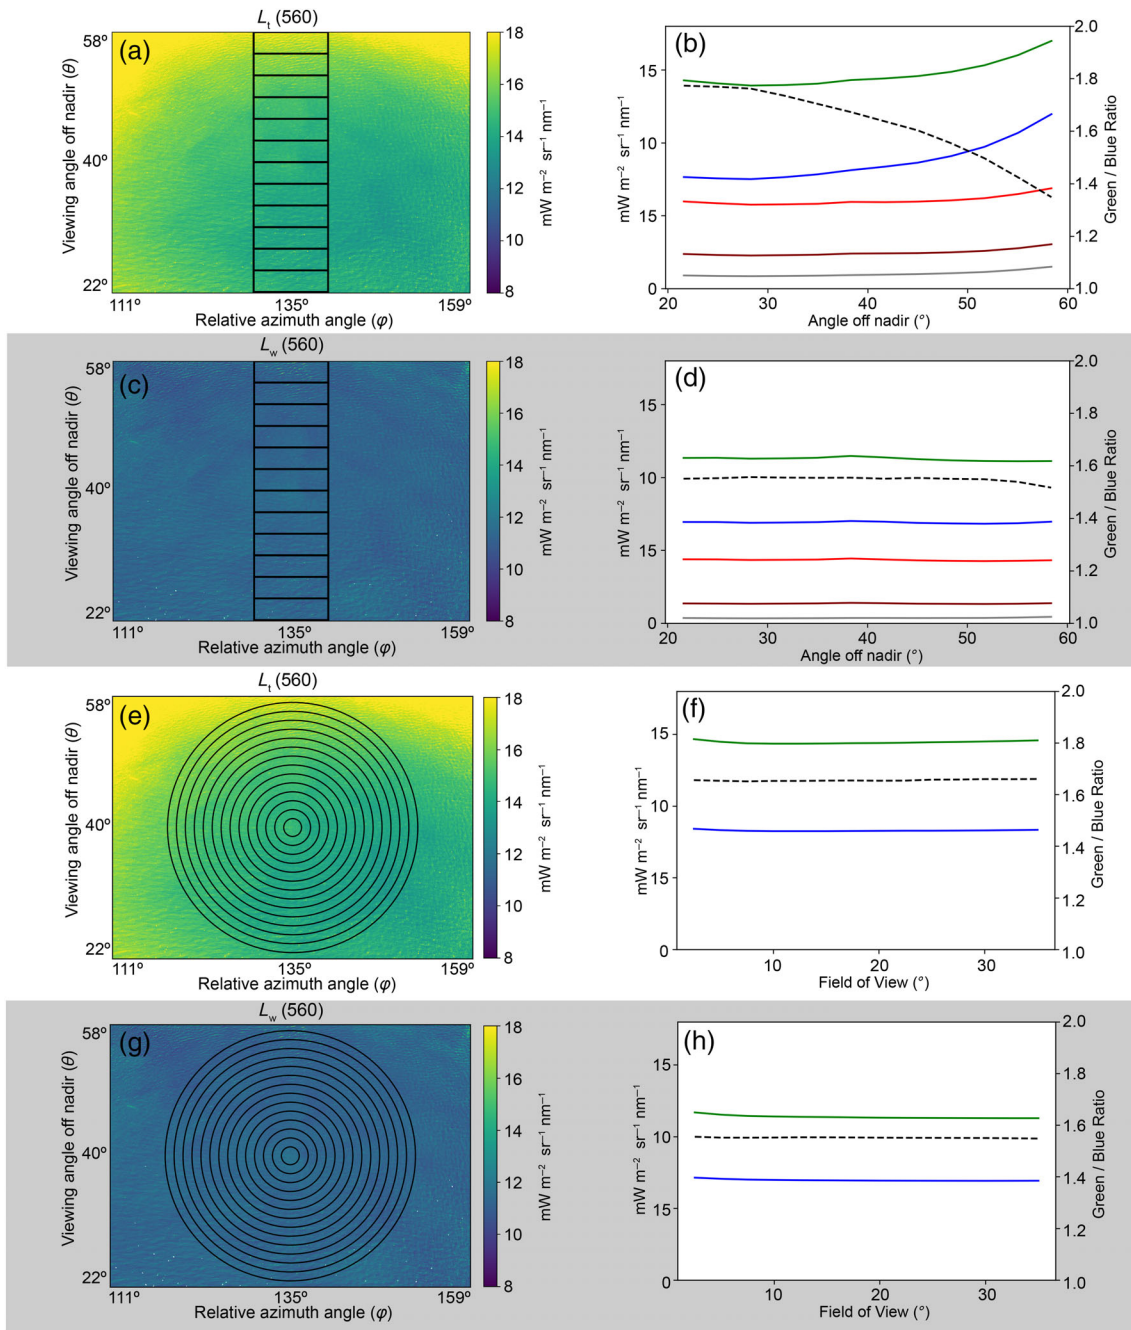 Lt (560)
(a)
58°
40°
22°
Viewing angle off nadir (θ)
111°
135°
159°
Relative azimuth angle (φ)
18
16
14
12
10
8
mW m−2 sr−1 nm−1
(b)
15
10
15
0
mW m−2 sr−1 nm−1
2.0
1.8
1.6
1.4
1.2
1.0
Green / Blue Ratio
20
30
40
50
60
Angle off nadir (°)
Lw (560)
(c)
58°
40°
22°
Viewing angle off nadir (θ)
111°
135°
159°
Relative azimuth angle (φ)
18
16
14
12
10
8
mW m−2 sr−1 nm−1
(d)
15
10
15
0
mW m−2 sr−1 nm−1
2.0
1.8
1.6
1.4
1.2
1.0
Green / Blue Ratio
20
30
40
50
60
Angle off nadir (°)
Lt (560)
(e)
58°
40°
22°
Viewing angle off nadir (θ)
111°
135°
159°
Relative azimuth angle (φ)
18
16
14
12
10
8
mW m−2 sr−1 nm−1
(f)
15
10
15
0
mW m−2 sr−1 nm−1
2.0
1.8
1.6
1.4
1.2
1.0
Green / Blue Ratio
10
20
30
Field of View (°)
Lw (560)
(g)
58°
40°
22°
Viewing angle off nadir (θ)
111°
135°
159°
Relative azimuth angle (φ)
18
16
14
12
10
8
mW m−2 sr−1 nm−1
(h)
15
10
15
0
mW m−2 sr−1 nm−1
2.0
1.8
1.6
1.4
1.2
1.0
Green / Blue Ratio
10
20
30
Field of View (°)